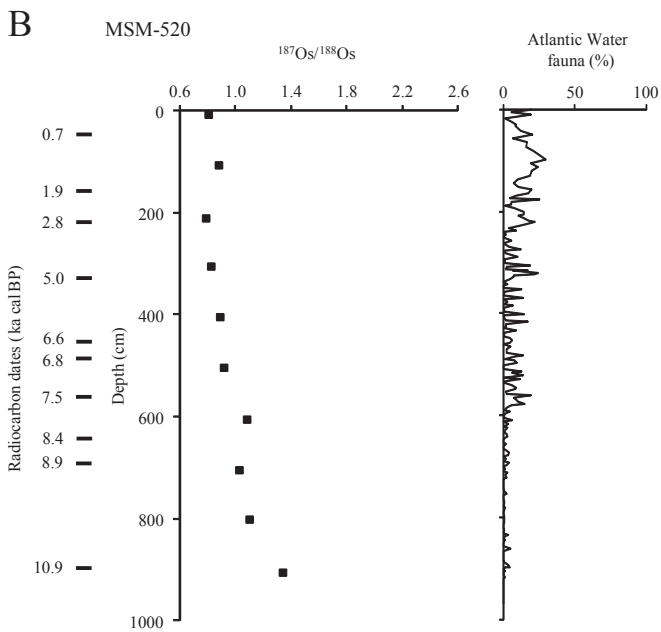 B
MSM-520
187Os/188Os
0.6 1.0 1.4 1.8 2.2 2.6
Atlantic Water
fauna (%)
0 50 100
Radiocarbon dates (ka cal BP)
0.7
1.9
2.8
5.0
6.6
6.8
7.5
8.4
8.9
10.9
Depth (cm)
0
200
400
600
800
1000